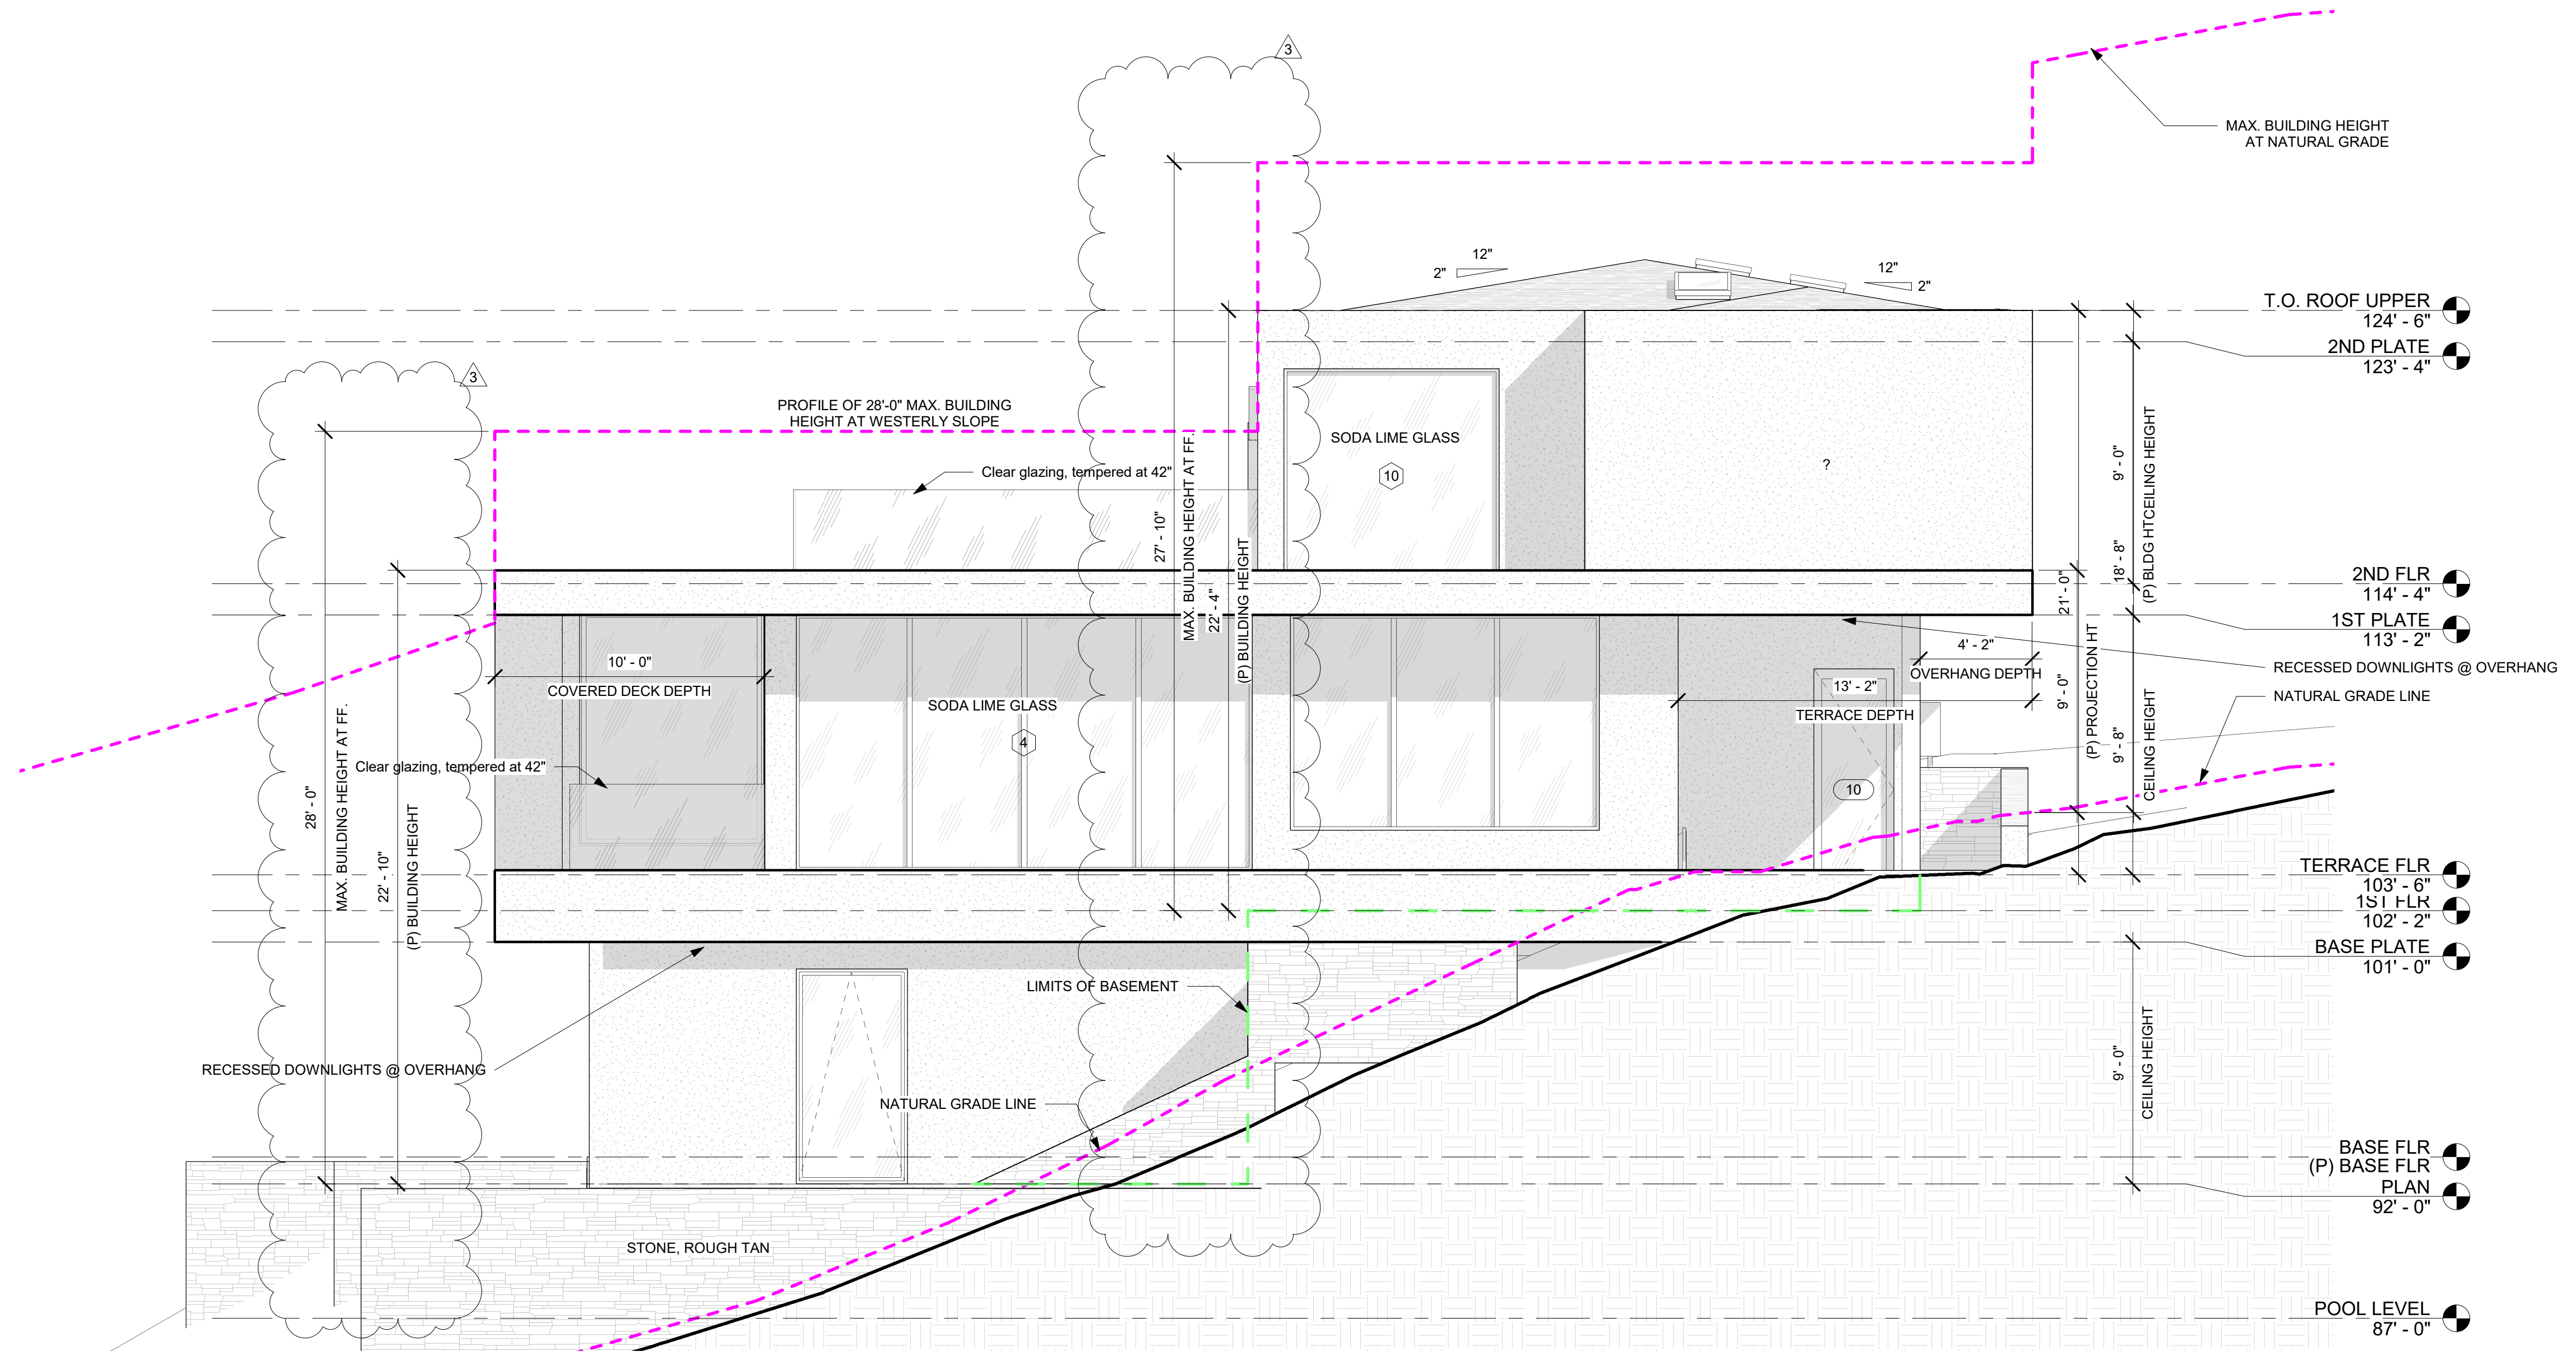 3
MAX. BUILDING HEIGHT
AT NATURAL GRADE
12"
2"
12"
2"
T.O. ROOF UPPER
124' - 6"
2ND PLATE
123' - 4"
3
PROFILE OF 28'-0" MAX. BUILDING
HEIGHT AT WESTERLY SLOPE
Clear glazing, tempered at 42"
SODA LIME GLASS
10
?
27' - 10"
MAX. BUILDING HEIGHT AT FF.
22' - 4"
(P) BUILDING HEIGHT
9' - 0"
CEILING HEIGHT
18' - 8"
(P) BLDG HT
2ND FLR
114' - 4"
1ST PLATE
113' - 2"
21' - 0"
(P) PROJECTION HT
9' - 0"
10' - 0"
COVERED DECK DEPTH
4' - 2"
OVERHANG DEPTH
RECESSED DOWNLIGHTS @ OVERHANG
13' - 2"
TERRACE DEPTH
NATURAL GRADE LINE
SODA LIME GLASS
4
9' - 8"
CEILING HEIGHT
Clear glazing, tempered at 42"
10
28' - 0"
MAX. BUILDING HEIGHT AT FF.
22' - 10"
(P) BUILDING HEIGHT
TERRACE FLR
103' - 6"
1ST FLR
102' - 2"
BASE PLATE
101' - 0"
LIMITS OF BASEMENT
RECESSED DOWNLIGHTS @ OVERHANG
NATURAL GRADE LINE
9' - 0"
CEILING HEIGHT
BASE FLR
(P) BASE FLR
PLAN
92' - 0"
STONE, ROUGH TAN
POOL LEVEL
87' - 0"